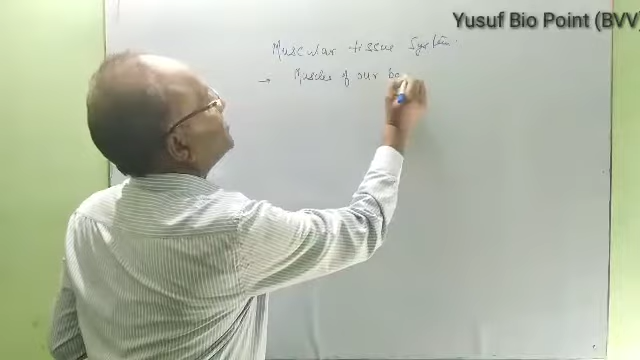 Yusuf Bio Point (BVV)
Muscular tissue System
→ Muscles of our bo